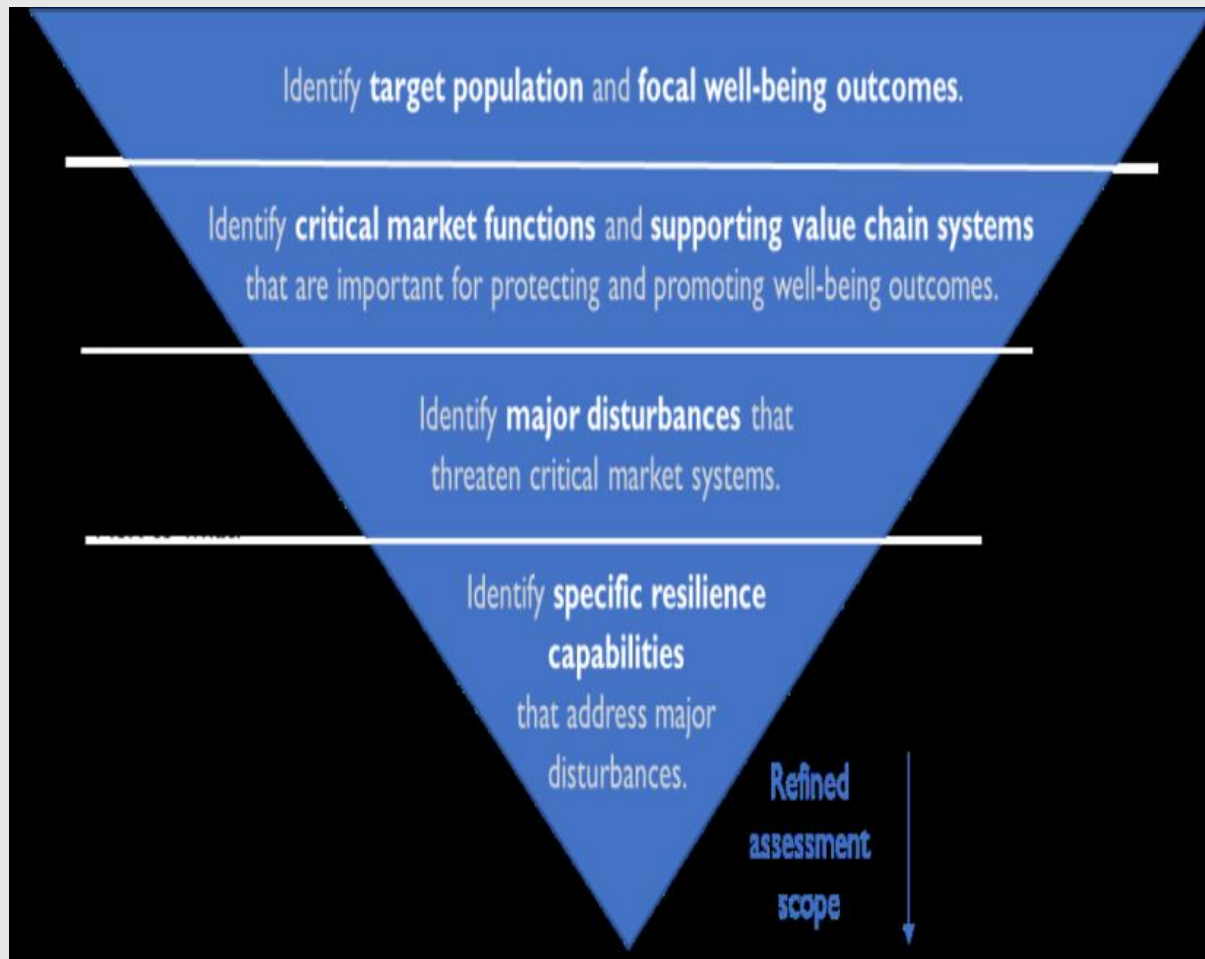 Identify target population and focal well-being outcomes.
Identify critical market functions and supporting value chain systems
that are important for protecting and promoting well-being outcomes.
Identify major disturbances that
threaten critical market systems.
Identify specific resilience
capabilities
that address major
disturbances.
Refined
assessment
scope